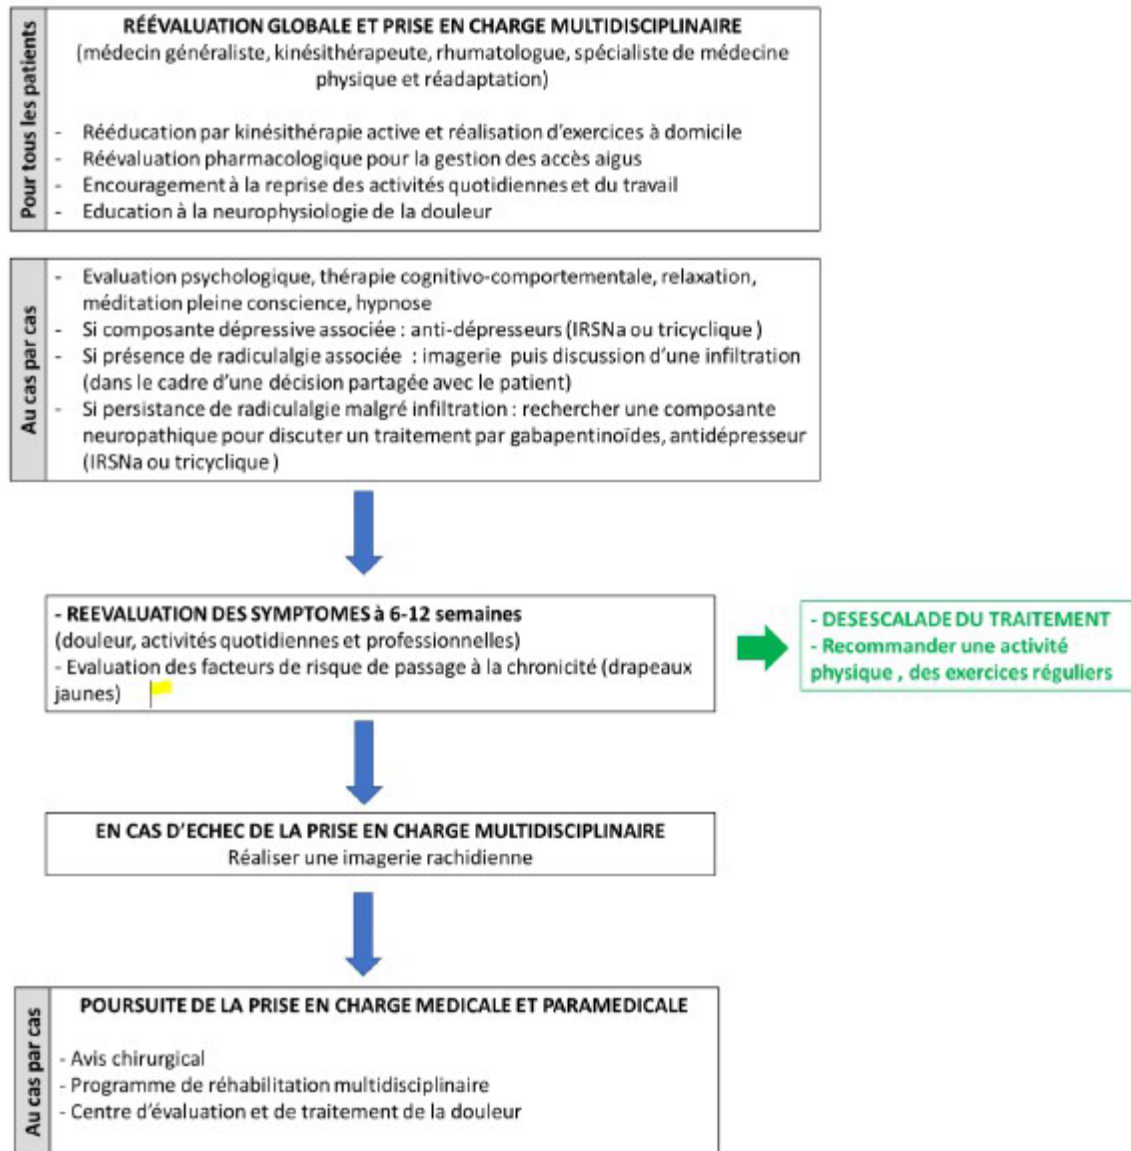 RÉÉVALUATION GLOBALE ET PRISE EN CHARGE MULTIDISCIPLINAIRE
(médecin généraliste, kinésithérapeute, rhumatologue, spécialiste de médecine
physique et réadaptation)
Pour tous les patients
- Rééducation par kinésithérapie active et réalisation d'exercices à domicile
- Réévaluation pharmacologique pour la gestion des accès aigus
- Encouragement à la reprise des activités quotidiennes et du travail
- Education à la neurophysiologie de la douleur
Au cas par cas
- Evaluation psychologique, thérapie cognitivo-comportementale, relaxation,
méditation pleine conscience, hypnose
- Si composante dépressive associée : anti-dépresseurs (IRSNa ou tricyclique )
- Si présence de radiculalgie associée : imagerie puis discussion d'une infiltration
(dans le cadre d'une décision partagée avec le patient)
- Si persistance de radiculalgie malgré infiltration : rechercher une composante
neuropathique pour discuter un traitement par gabapentinoïdes, antidépresseur
(IRSNa ou tricyclique )
- REEVALUATION DES SYMPTOMES à 6-12 semaines
(douleur, activités quotidiennes et professionnelles)
- Evaluation des facteurs de risque de passage à la chronicité (drapeaux
jaunes)
- DESESCALADE DU TRAITEMENT
- Recommander une activité
physique , des exercices réguliers
EN CAS D'ECHEC DE LA PRISE EN CHARGE MULTIDISCIPLINAIRE
Réaliser une imagerie rachidienne
Au cas par cas
POURSUITE DE LA PRISE EN CHARGE MEDICALE ET PARAMEDICALE
- Avis chirurgical
- Programme de réhabilitation multidisciplinaire
- Centre d'évaluation et de traitement de la douleur